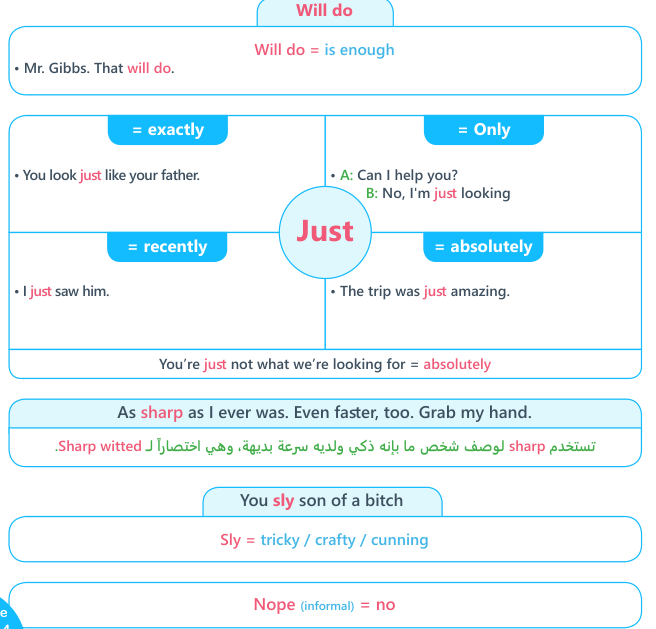 Will do
Will do = is enough
• Mr. Gibbs. That will do.
= exactly
• You look just like your father.
= Only
• A: Can I help you?
B: No, I'm just looking
Just
= recently
• I just saw him.
= absolutely
• The trip was just amazing.
You're just not what we're looking for = absolutely
As sharp as I ever was. Even faster, too. Grab my hand.
تستخدم sharp لوصف شخص ما بإنه ذكي ولديه سرعة بديهة، وهي اختصاراً لـ Sharp witted.
You sly son of a bitch
Sly = tricky / crafty / cunning
Nope (informal) = no